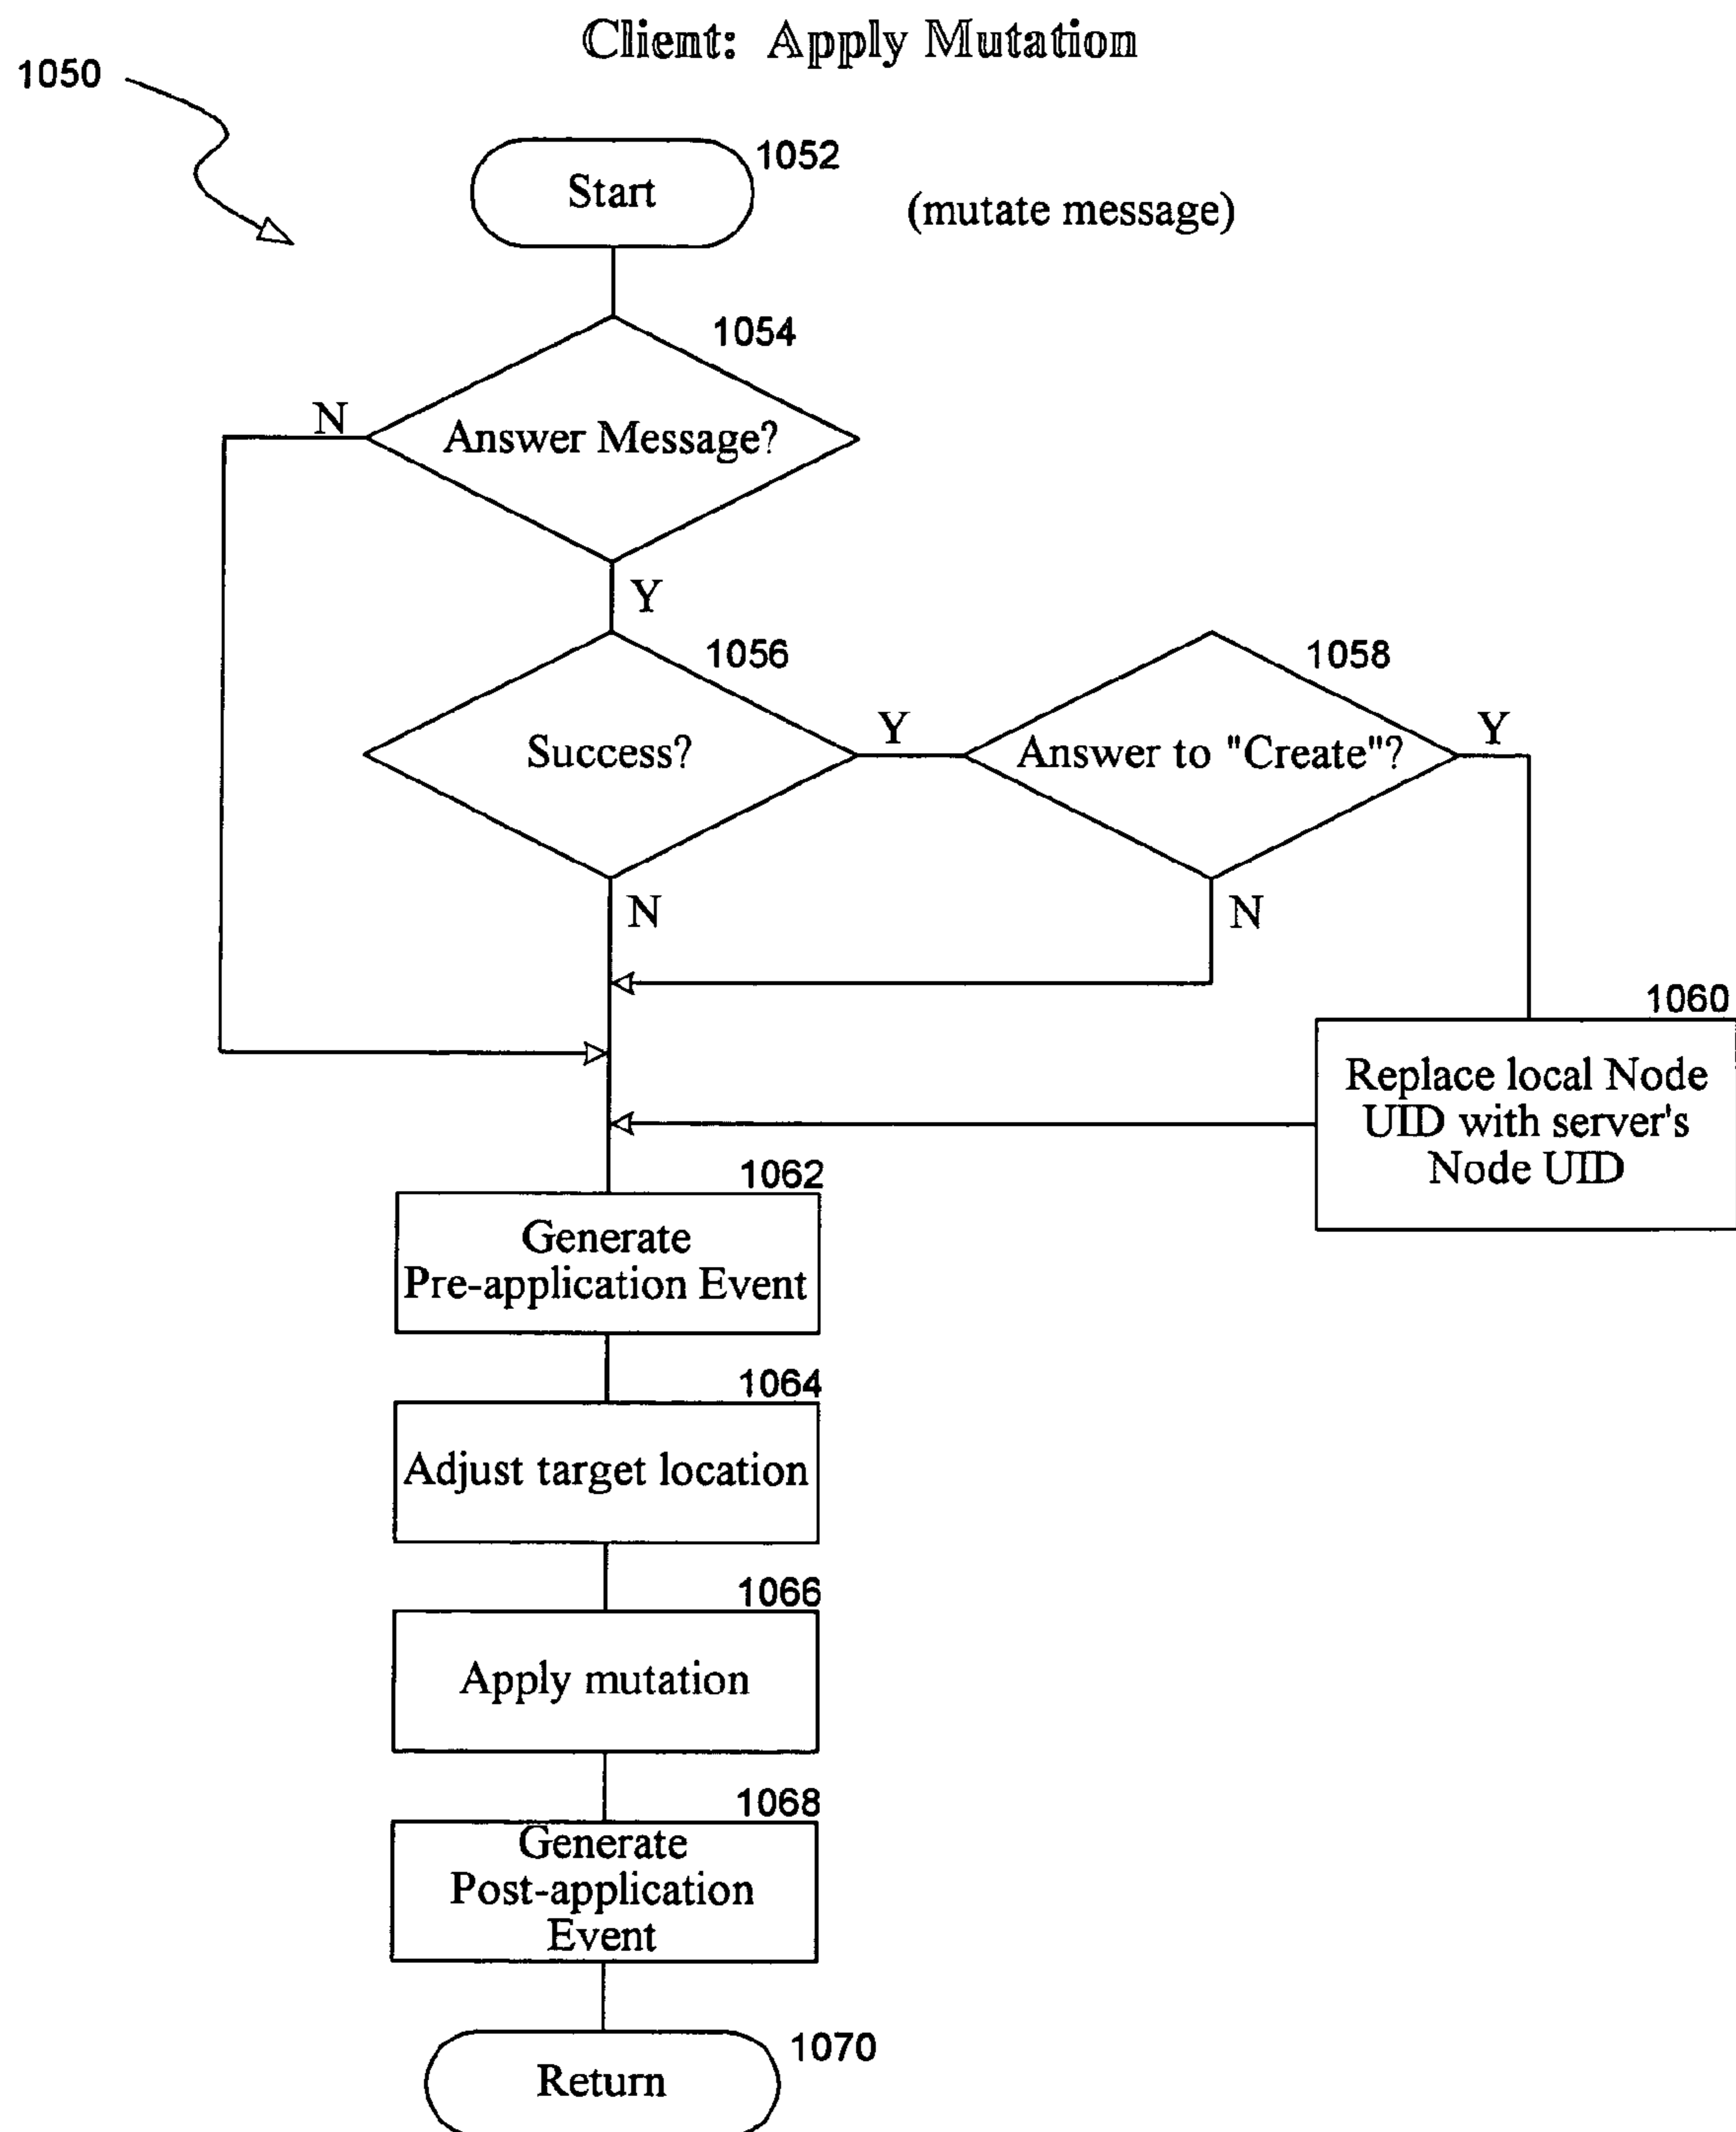 Client: Apply Mutation
1050
1052
Start
(mutate message)
1054
N
Answer Message?
Y
1056
1058
Success?
Y
Answer to "Create"?
Y
N
N
1060
Replace local Node
UID with server's
Node UID
1062
Generate
Pre-application Event
1064
Adjust target location
1066
Apply mutation
1068
Generate
Post-application
Event
1070
Return